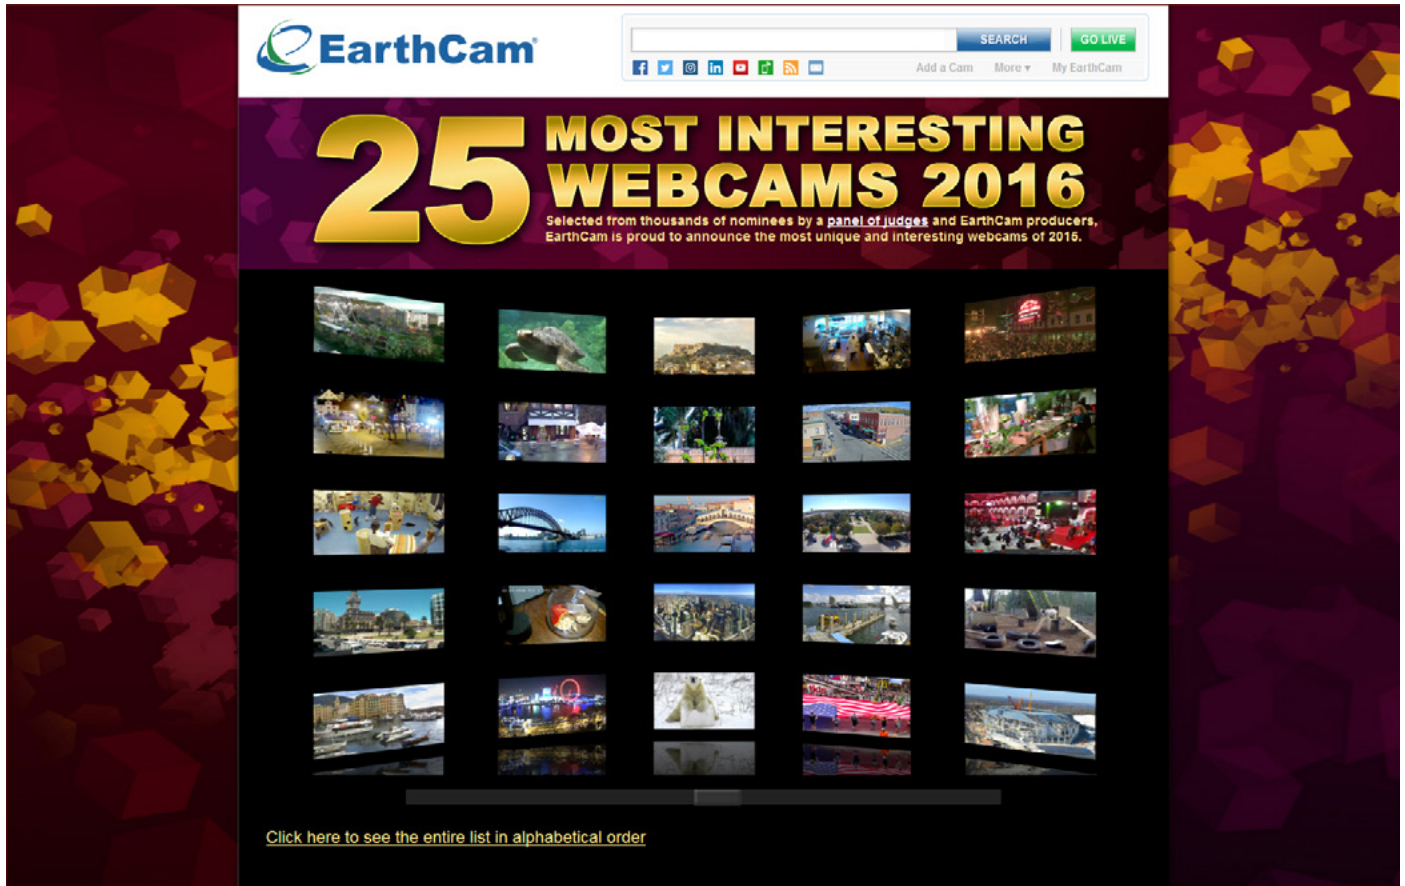 EarthCam
SEARCH
GO LIVE
Add a Cam More ▾ My EarthCam
25
MOST INTERESTING
WEBCAMS 2016
Selected from thousands of nominees by a panel of judges and EarthCam producers,
EarthCam is proud to announce the most unique and interesting webcams of 2016.
Click here to see the entire list in alphabetical order